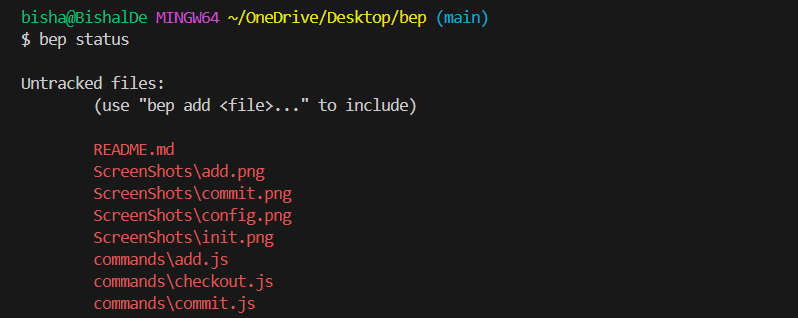 bisha@BishalDe MINGW64 ~/OneDrive/Desktop/bep (main)
$ bep status
Untracked files:
(use "bep add <file>..." to include)
README.md
ScreenShots\add.png
ScreenShots\commit.png
ScreenShots\config.png
ScreenShots\init.png
commands\add.js
commands\checkout.js
commands\commit.js